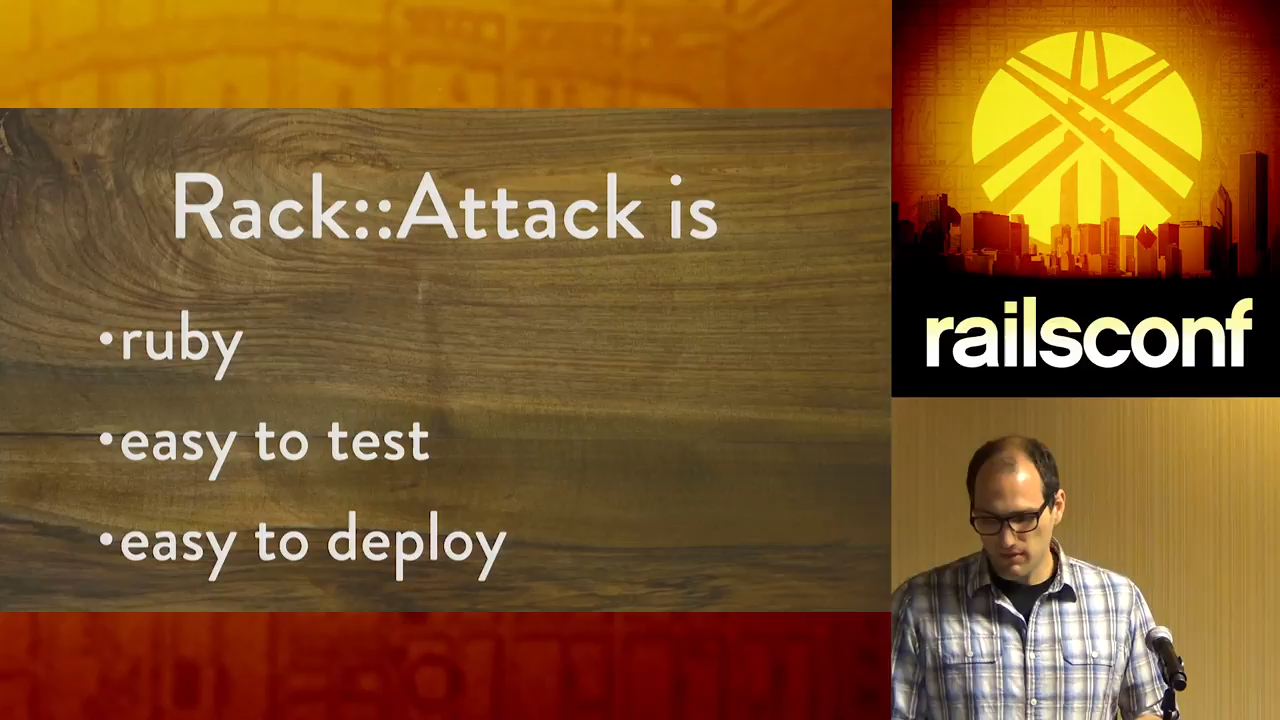 Rack::Attack is
•ruby
•easy to test
•easy to deploy
railsconf